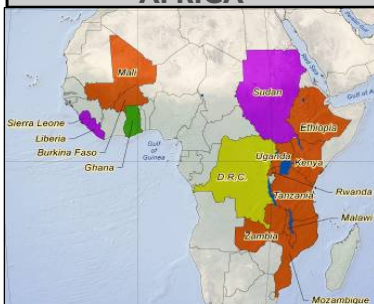 AFRICA
Mali
Sudan
Sierra Leone
Liberia
Burkina Faso
Ghana
Gulf
of
Guinea
Ethiopia
Uganda
Kenya
D.R.C.
Tanzania
Rwanda
Malawi
Zambia
Mozambique